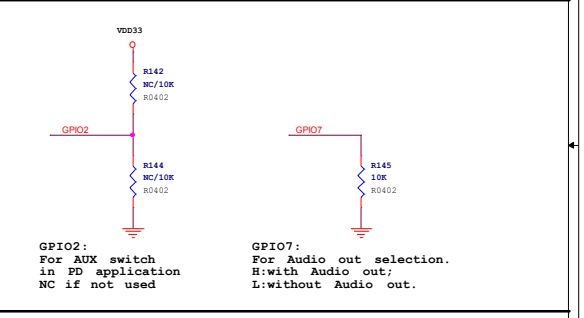 VDD33
R142
NC/10K
R0402
GPIO2
GPIO7
R144
NC/10K
R0402
R145
10K
R0402
GPIO2:
For AUX switch
in PD application
NC if not used
GPIO7:
For Audio out selection.
H:with Audio out;
L:without Audio out.